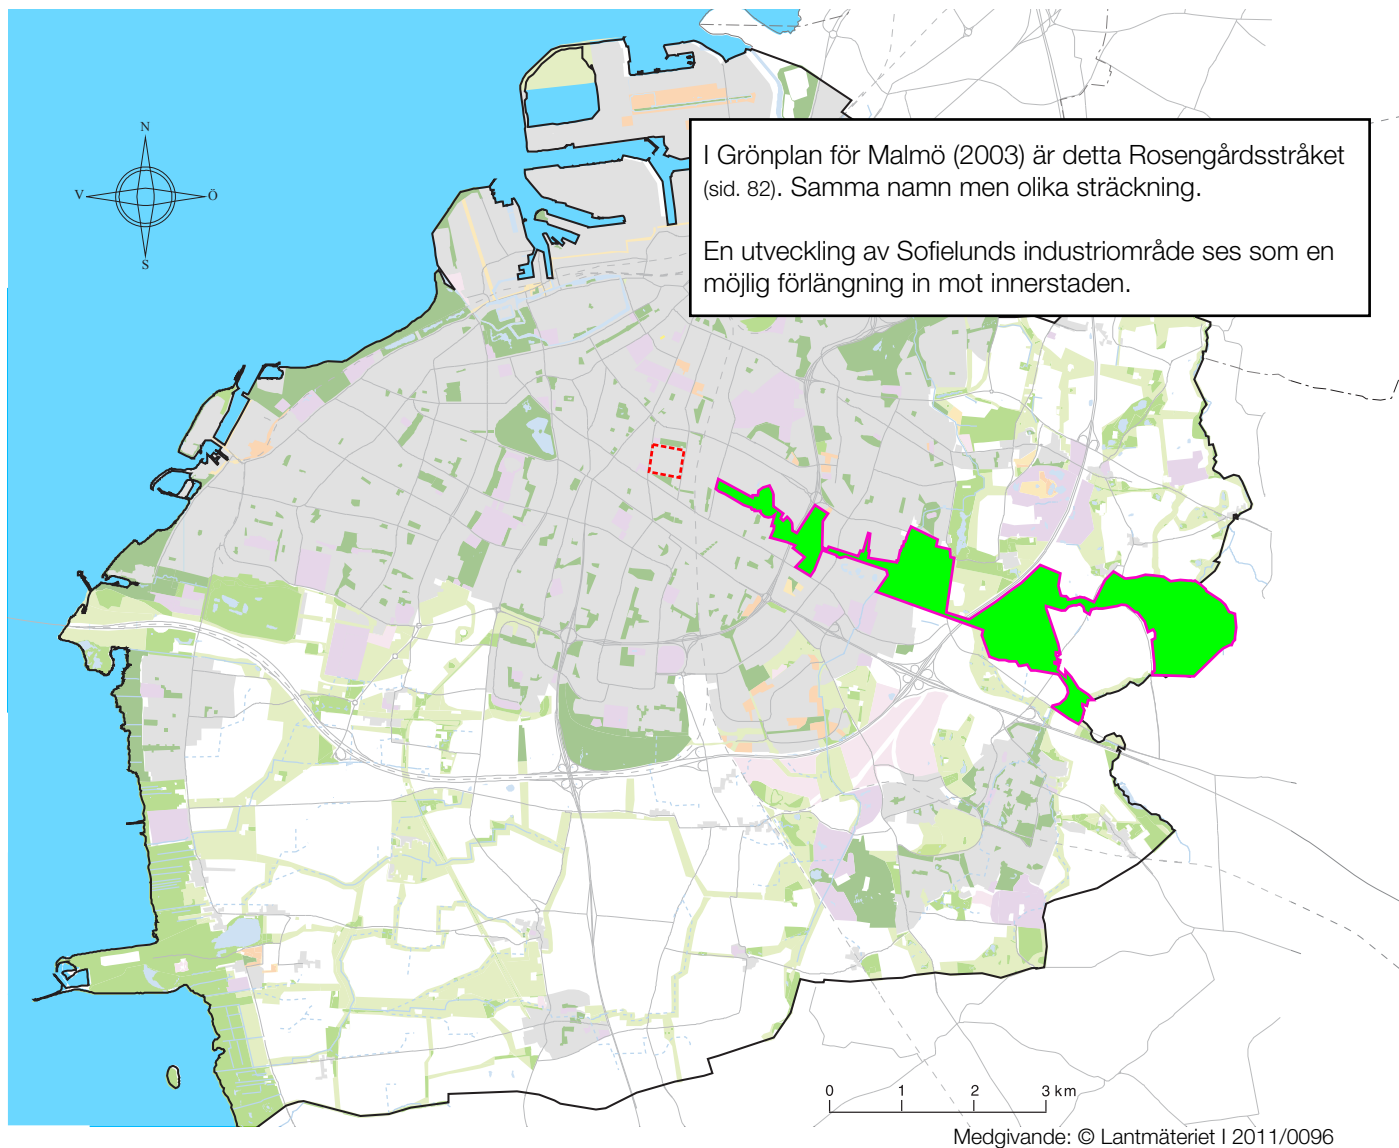 I Grönplan för Malmö (2003) är detta Rosengårdsstråket
(sid. 82). Samma namn men olika sträckning.
En utveckling av Sofielunds industriområde ses som en
möjlig förlängning in mot innerstaden.
N
V
Ö
S
0 1 2 3 km
Medgivande: © Lantmäteriet I 2011/0096